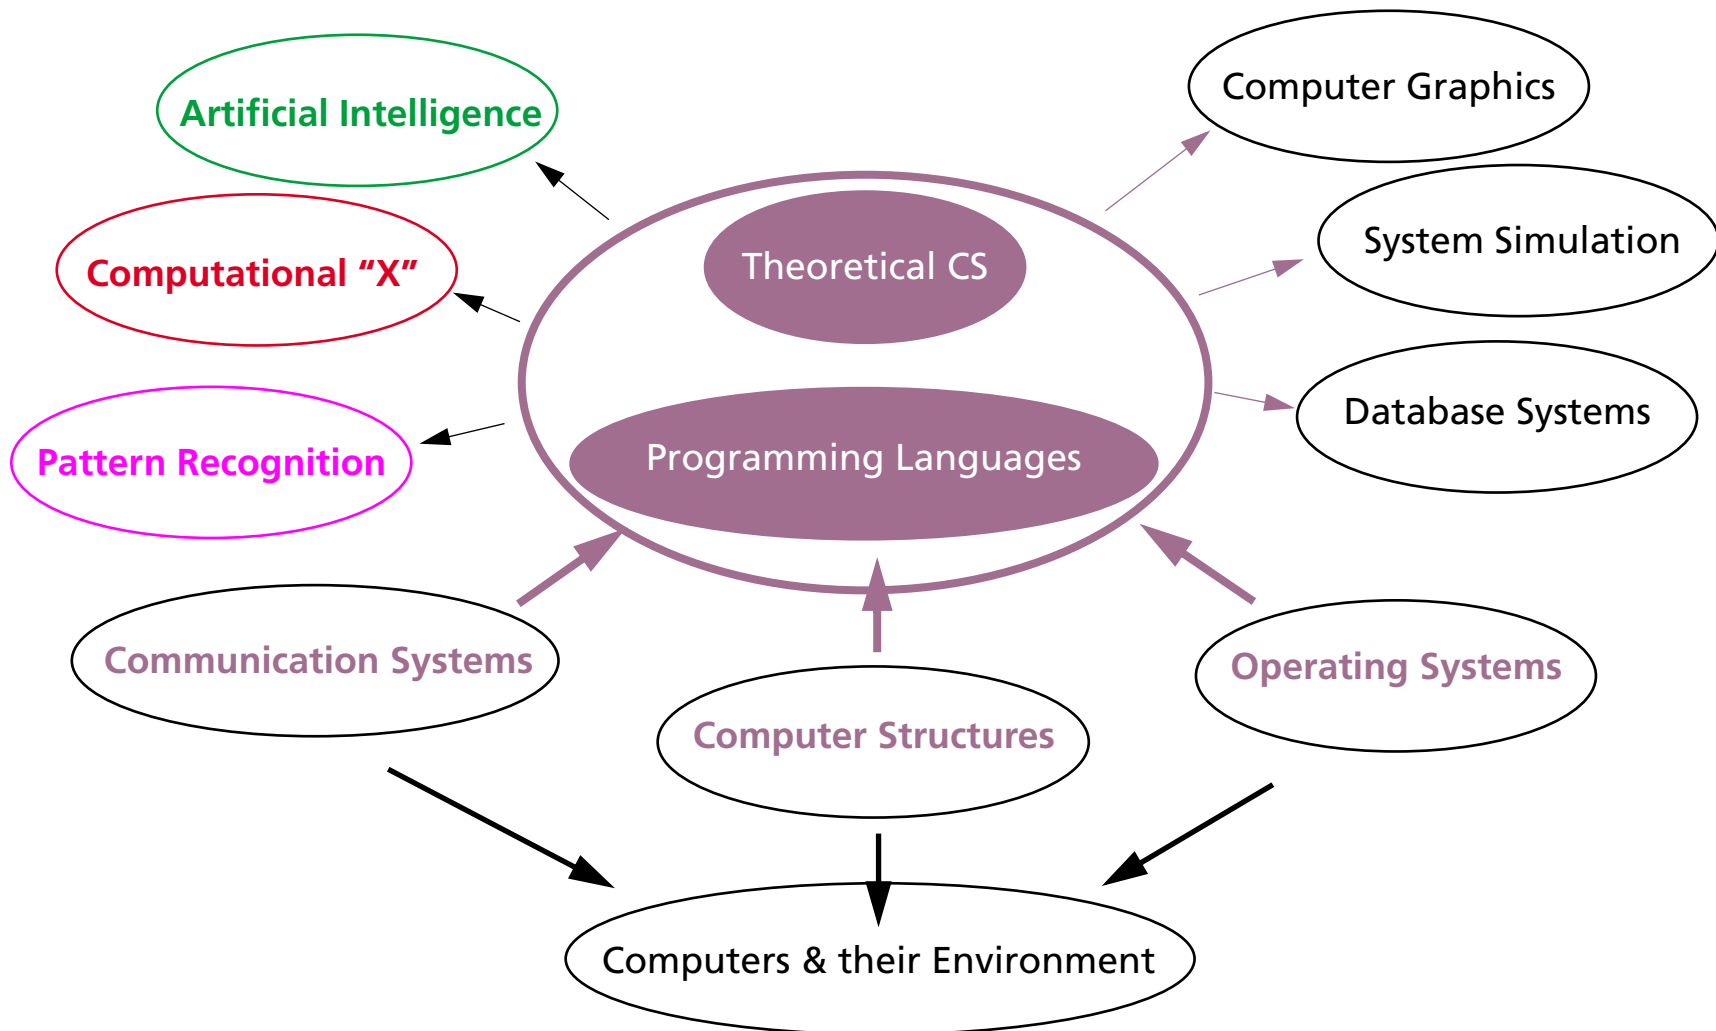 Artificial Intelligence
Computer Graphics
Theoretical CS
System Simulation
Computational “X”
Database Systems
Programming Languages
Pattern Recognition
Communication Systems
Operating Systems
Computer Structures
Computers & their Environment